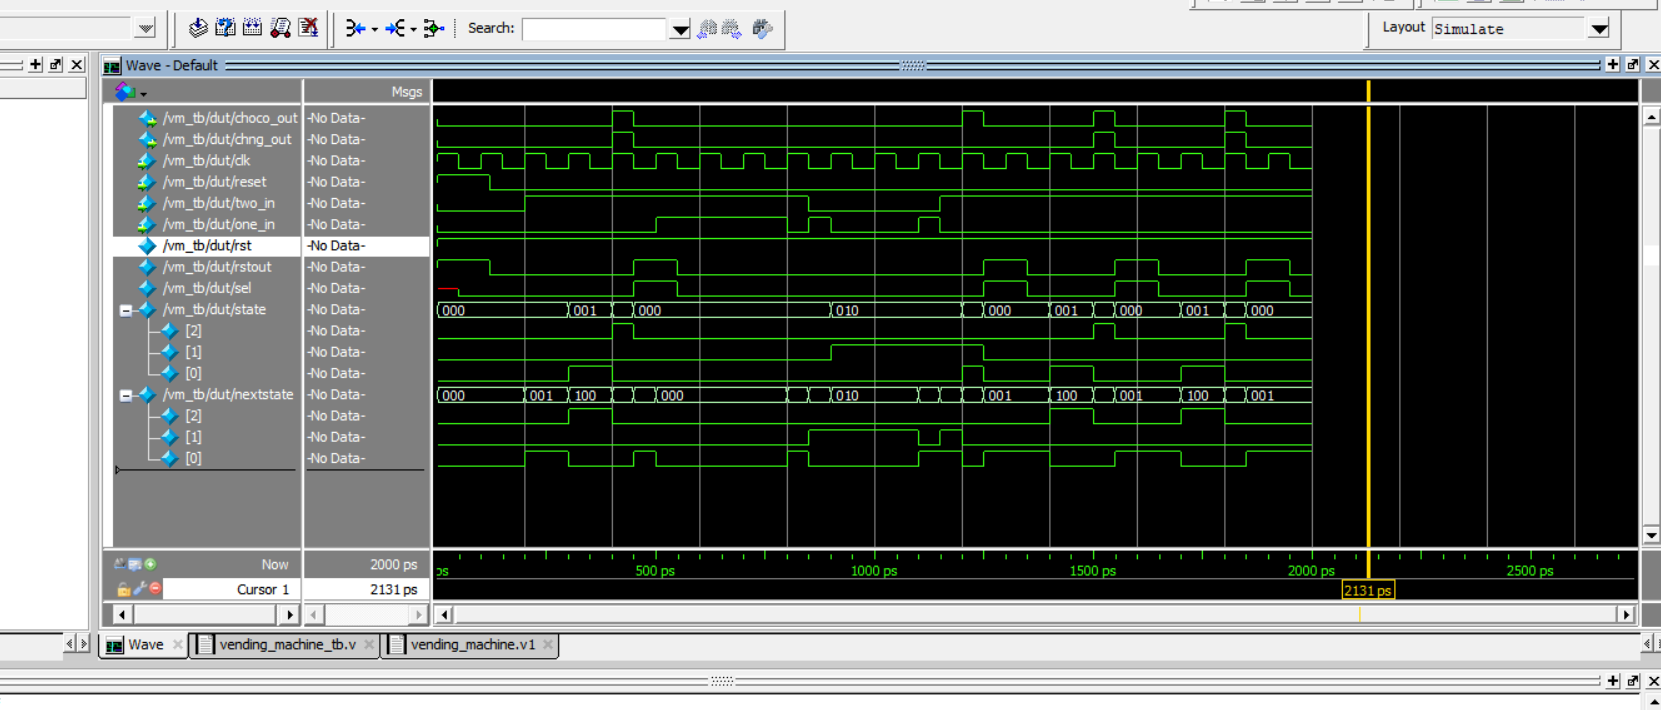 Search:
Layout Simulate
Wave - Default
Msgs
/vm_tb/dut/choco_out -No Data-
/vm_tb/dut/chng_out -No Data-
/vm_tb/dut/clk -No Data-
/vm_tb/dut/reset -No Data-
/vm_tb/dut/two_in -No Data-
/vm_tb/dut/one_in -No Data-
/vm_tb/dut/rst -No Data-
/vm_tb/dut/rstout -No Data-
/vm_tb/dut/sel -No Data-
/vm_tb/dut/state -No Data- 000 001 000 010 000 001 000 001 000
[2] -No Data-
[1] -No Data-
[0] -No Data-
/vm_tb/dut/nextstate -No Data- 000 001 100 000 010 001 100 001 100 001
[2] -No Data-
[1] -No Data-
[0] -No Data-
Now 2000 ps ps 500 ps 1000 ps 1500 ps 2000 ps 2500 ps
Cursor 1 2131 ps 2131 ps
Wave vending_machine_tb.v vending_machine.v1